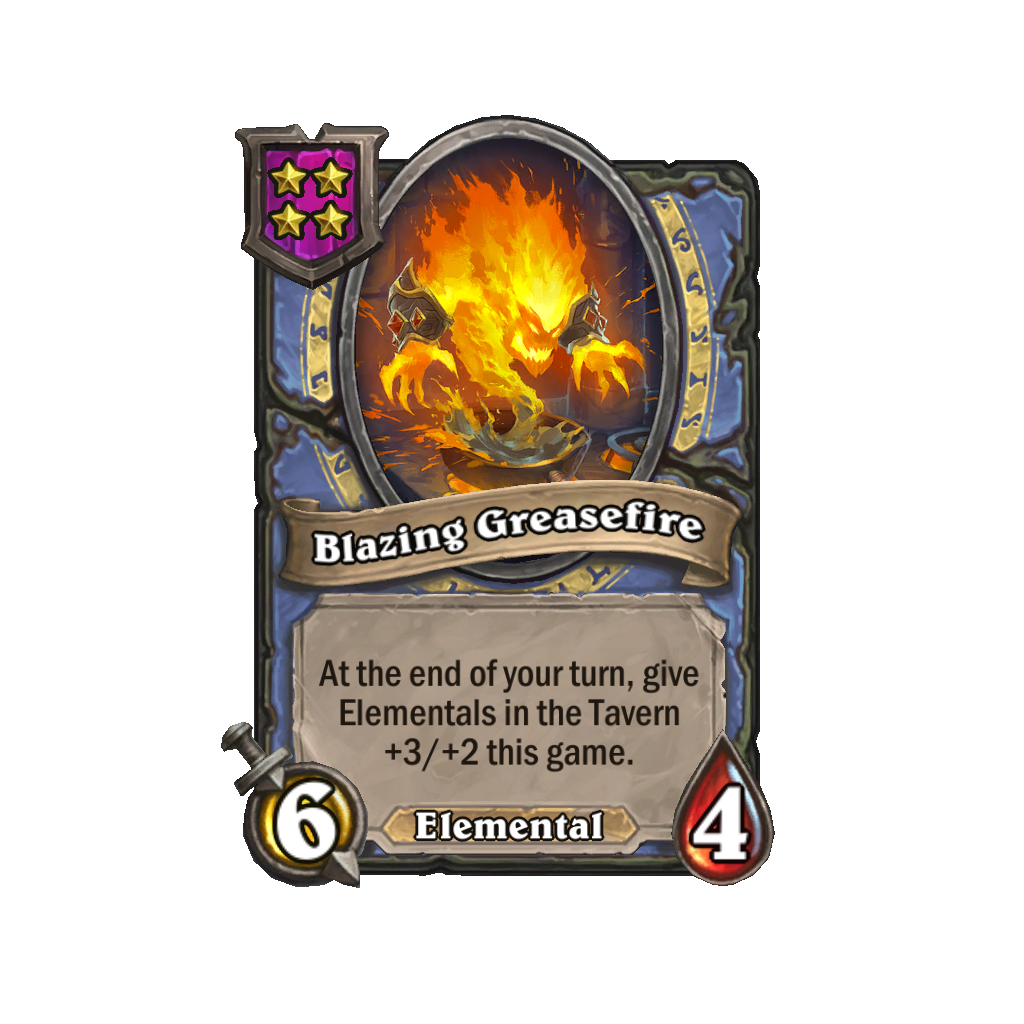 Blazing Greasefire
At the end of your turn, give
Elementals in the Tavern
+3/+2 this game.
6
Elemental
4